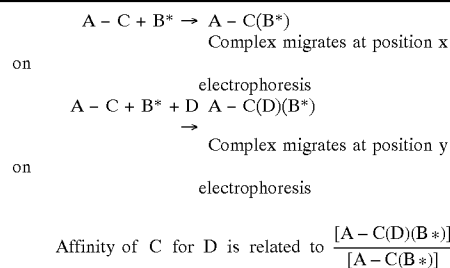 A – C + B* → A – C(B*)
Complex migrates at position x
on
electrophoresis
A – C + B* + D A – C(D)(B*)
→
Complex migrates at position y
on
electrophoresis
Affinity of C for D is related to [A – C(D)(B*)] / [A – C(B*)]